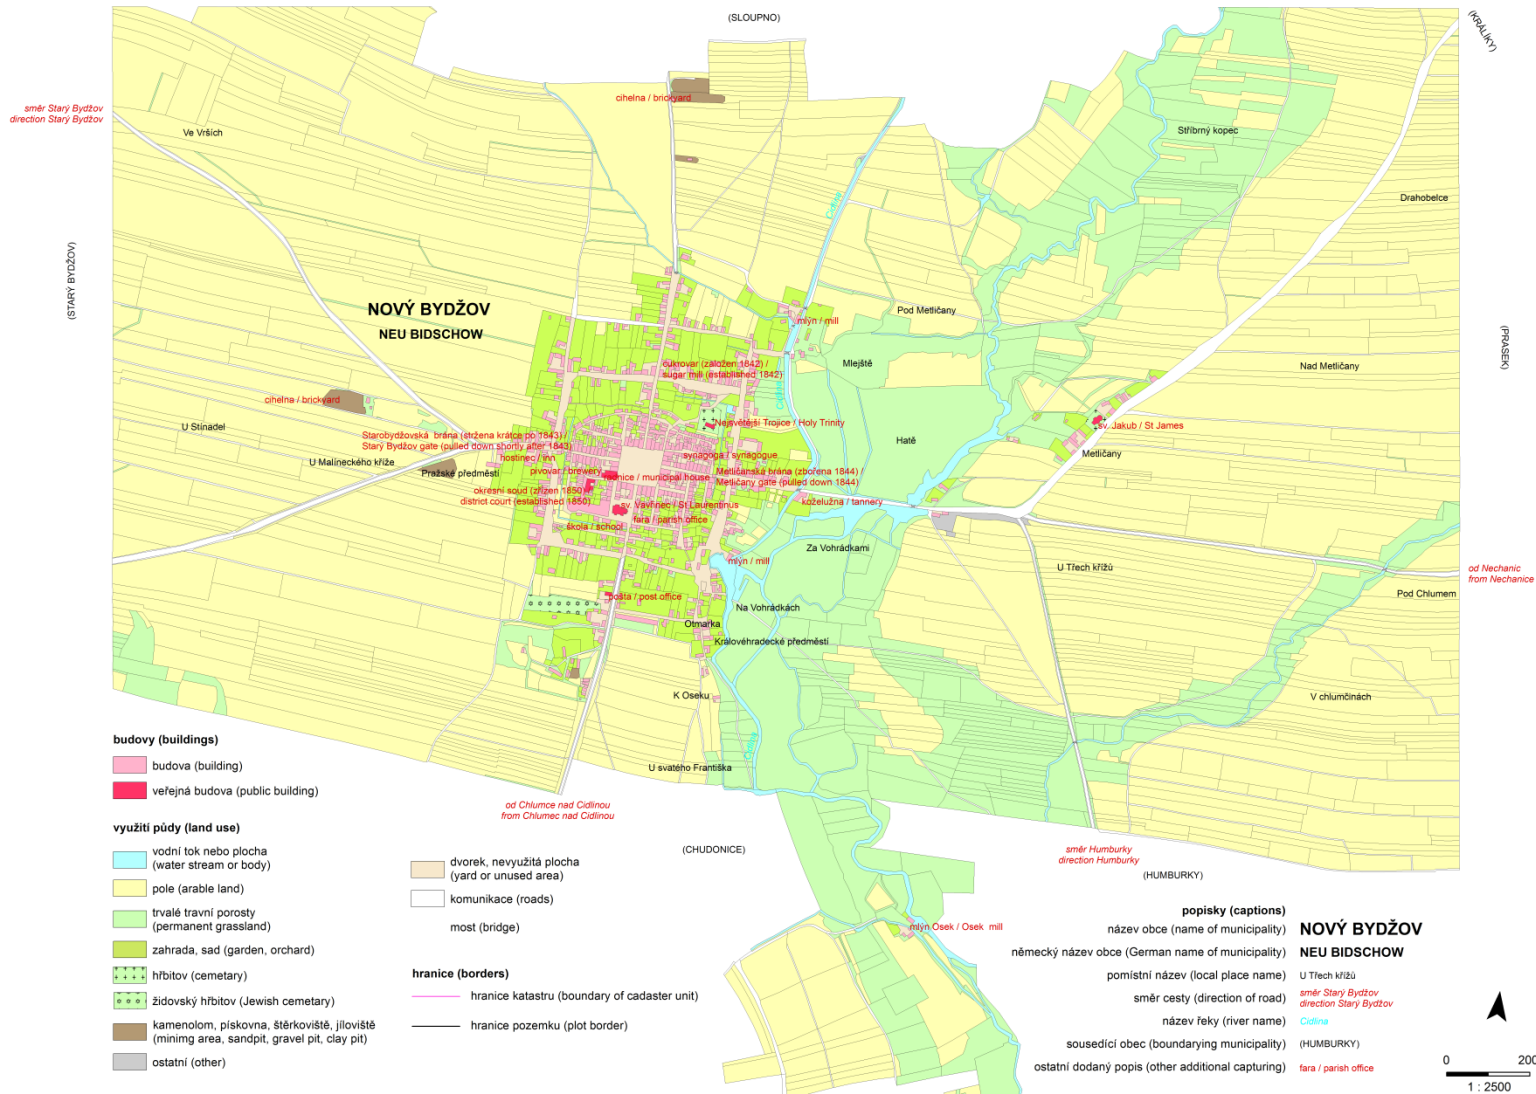 (SLOUPNO)
(KRÁLÍKY)
směr Starý Bydžov
direction Starý Bydžov
cihelna / brickyard
Ve Vrších
Stříbrný kopec
Drahobelce
Cidlina
(STARÝ BYDŽOV)
NOVÝ BYDŽOV
NEU BIDSCHOW
Pod Metličany
mlýn / mill
(PRASEK)
Mlejště
Nad Metličany
cukrovar (založen 1842) /
sugar mill (established 1842)
Cidlina
cihelna / brickyard
Nejsvětější Trojice / Holy Trinity
sv. Jakub / St James
U Stínadel
Starobydžovská brána (stržena krátce po 1843) /
Starý Bydžov gate (pulled down shortly after 1843)
Hatě
Metličany
hostinec / inn
synagoga / synagogue
U Malíneckého kříže
Pražské předměstí
pivovar / brewery
radnice / municipal house
Metličanská brána (zbořena 1844) /
Metličany gate (pulled down 1844)
okresní soud (zřízen 1850) /
district court (established 1850)
sv. Vavřinec / St Laurentinus
koželužna / tannery
fara / parish office
škola / school
Za Vohrádkami
mlýn / mill
U Třech křížů
od Nechanic
from Nechanice
Pod Chlumem
pošta / post office
Na Vohrádkách
Otmarka
Královéhradecké předměstí
K Oseku
V chlumčinách
Cidlina
U svatého Františka
od Chlumce nad Cidlinou
from Chlumec nad Cidlinou
(CHUDONICE)
směr Humburky
direction Humburky
(HUMBURKY)
mlýn Osek / Osek mill
budovy (buildings)
budova (building)
veřejná budova (public building)
využití půdy (land use)
vodní tok nebo plocha
(water stream or body)
pole (arable land)
trvalé travní porosty
(permanent grassland)
zahrada, sad (garden, orchard)
hřbitov (cemetary)
židovský hřbitov (Jewish cemetary)
kamenolom, pískovna, štěrkoviště, jíloviště
(minimg area, sandpit, gravel pit, clay pit)
ostatní (other)
dvorek, nevyužitá plocha
(yard or unused area)
komunikace (roads)
most (bridge)
hranice (borders)
hranice katastru (boundary of cadaster unit)
hranice pozemku (plot border)
popisky (captions)
název obce (name of municipality) NOVÝ BYDŽOV
německý název obce (German name of municipality) NEU BIDSCHOW
pomístní název (local place name) U Třech křížů
směr cesty (direction of road) směr Starý Bydžov
direction Starý Bydžov
název řeky (river name) Cidlina
sousedící obec (boundarying municipality) (HUMBURKY)
ostatní dodaný popis (other additional capturing) fara / parish office
0 200
1 : 2500